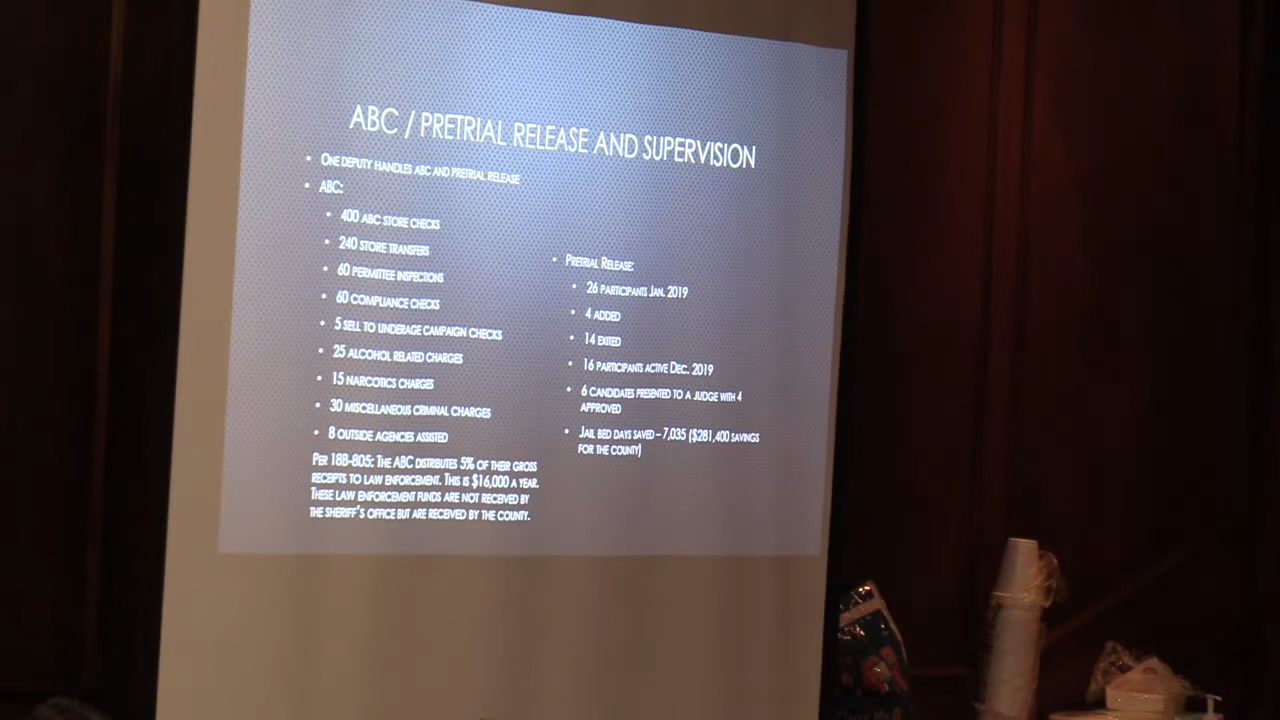 ABC / PRETRIAL RELEASE AND SUPERVISION
• ONE DEPUTY HANDLES ABC AND PRETRIAL RELEASE
• ABC:
• 400 ABC STORE CHECKS
• 240 STORE TRANSFERS
• 60 PERMITTEE INSPECTIONS
• 60 COMPLIANCE CHECKS
• 5 SELL TO UNDERAGE CAMPAIGN CHECKS
• 25 ALCOHOL RELATED CHARGES
• 15 NARCOTICS CHARGES
• 30 MISCELLANEOUS CRIMINAL CHARGES
• 8 OUTSIDE AGENCIES ASSISTED
PER 18B-805: THE ABC DISTRIBUTES 5% OF THEIR GROSS
RECEIPTS TO LAW ENFORCEMENT. THIS IS $16,000 A YEAR.
THESE LAW ENFORCEMENT FUNDS ARE NOT RECEIVED BY
THE SHERIFF'S OFFICE BUT ARE RECEIVED BY THE COUNTY.
• PRETRIAL RELEASE:
• 26 PARTICIPANTS JAN. 2019
• 4 ADDED
• 14 EXITED
• 16 PARTICIPANTS ACTIVE DEC. 2019
• 6 CANDIDATES PRESENTED TO A JUDGE WITH 4
APPROVED
• JAIL BED DAYS SAVED – 7,035 ($281,400 SAVINGS
FOR THE COUNTY)